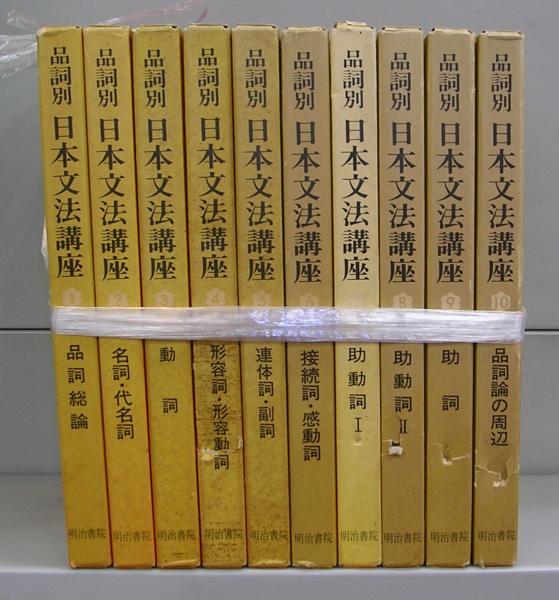 品詞別 日本文法講座 1 品詞総論 明治書院
品詞別 日本文法講座 2 名詞・代名詞 明治書院
品詞別 日本文法講座 3 動詞 明治書院
品詞別 日本文法講座 4 形容詞・形容動詞 明治書院
品詞別 日本文法講座 5 連体詞・副詞 明治書院
品詞別 日本文法講座 6 接続詞・感動詞 明治書院
品詞別 日本文法講座 助動詞 I 明治書院
品詞別 日本文法講座 8 助動詞 II 明治書院
品詞別 日本文法講座 9 助詞 明治書院
品詞別 日本文法講座 10 品詞論の周辺 明治書院